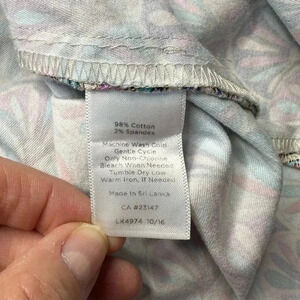 98% Cotton
2% Spandex
Machine Wash Cold
Gentle Cycle
Only Non-Chlorine
Bleach When Needed
Tumble Dry Low
Warm Iron, If Needed
Made In Sri Lanka
CA #23147
LK4974 10/16